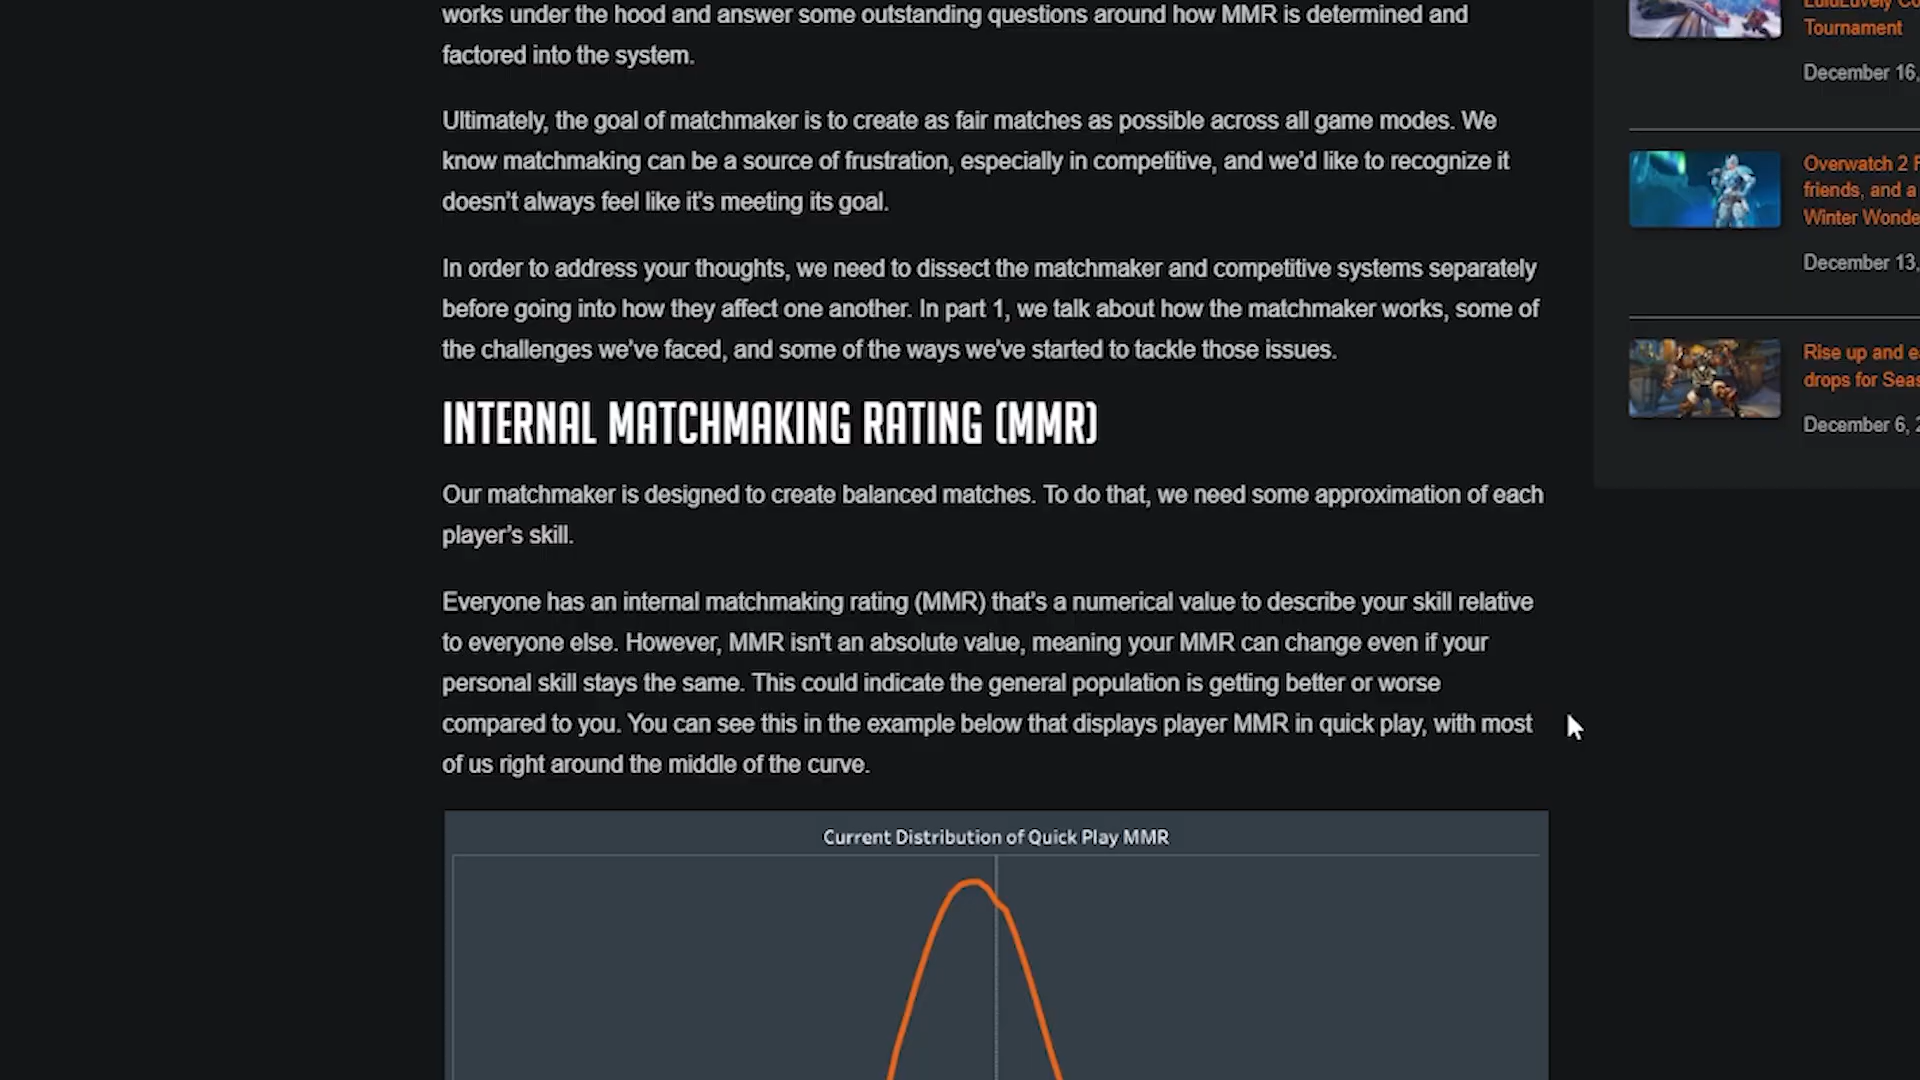 works under the hood and answer some outstanding questions around how MMR is determined and
factored into the system.
Ultimately, the goal of matchmaker is to create as fair matches as possible across all game modes. We
know matchmaking can be a source of frustration, especially in competitive, and we’d like to recognize it
doesn’t always feel like it’s meeting its goal.
In order to address your thoughts, we need to dissect the matchmaker and competitive systems separately
before going into how they affect one another. In part 1, we talk about how the matchmaker works, some of
the challenges we’ve faced, and some of the ways we’ve started to tackle those issues.
INTERNAL MATCHMAKING RATING (MMR)
Our matchmaker is designed to create balanced matches. To do that, we need some approximation of each
player’s skill.
Everyone has an internal matchmaking rating (MMR) that’s a numerical value to describe your skill relative
to everyone else. However, MMR isn't an absolute value, meaning your MMR can change even if your
personal skill stays the same. This could indicate the general population is getting better or worse
compared to you. You can see this in the example below that displays player MMR in quick play, with most
of us right around the middle of the curve.
Current Distribution of Quick Play MMR
Tournament
December 16,
Overwatch 2
friends, and a
Winter Wonde
December 13,
Rise up and e
drops for Seas
December 6, 2